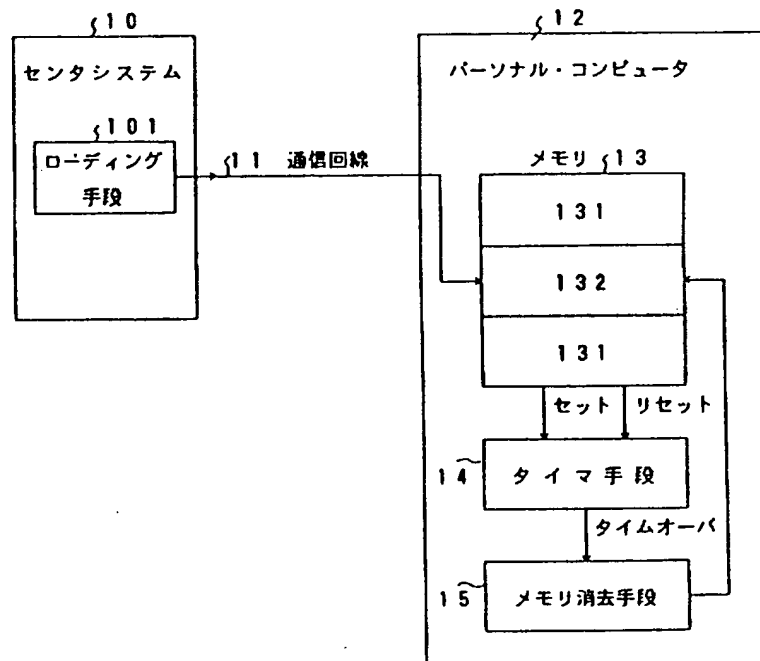 10
センタシステム
101
ローディング
手段
11 通信回線
12
パーソナル・コンピュータ
メモリ 13
131
132
131
セット リセット
14 タイマ手段
タイムオーバ
15 メモリ消去手段